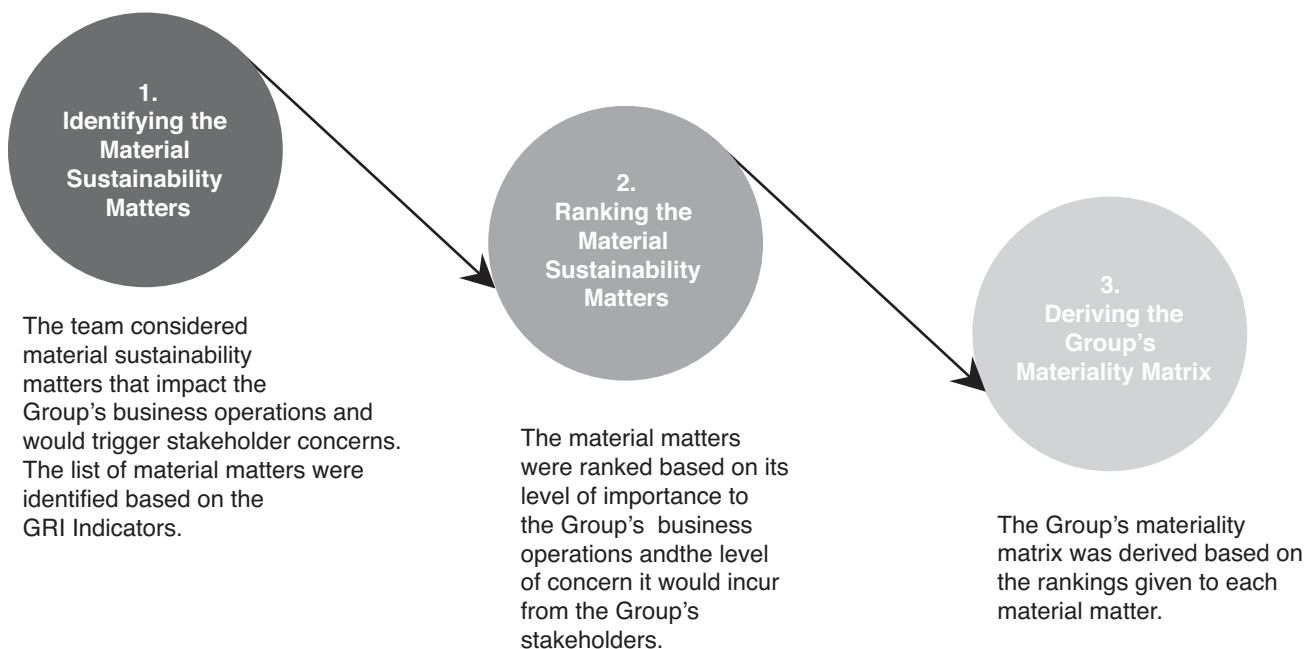 1.
Identifying the
Material
Sustainability
Matters
The team considered
material sustainability
matters that impact the
Group's business operations and
would trigger stakeholder concerns.
The list of material matters were
identified based on the
GRI Indicators.
2.
Ranking the
Material
Sustainability
Matters
The material matters
were ranked based on its
level of importance to
the Group's  business
operations andthe level
of concern it would incur
from the Group's
stakeholders.
3.
Deriving the
Group's
Materiality Matrix
The Group's materiality
matrix was derived based on
the rankings given to each
material matter.